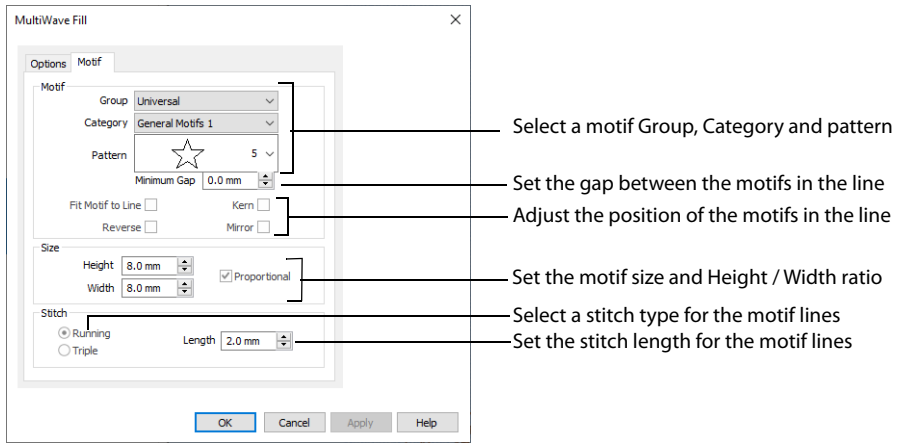 MultiWave Fill
Options Motif
Motif
Group Universal
Category General Motifs 1
Pattern 5
Minimum Gap 0.0 mm
Fit Motif to Line Kern
Reverse Mirror
Size
Height 8.0 mm
Width 8.0 mm
Proportional
Stitch
Running
Triple
Length 2.0 mm
OK Cancel Apply Help
Select a motif Group, Category and pattern
Set the gap between the motifs in the line
Adjust the position of the motifs in the line
Set the motif size and Height / Width ratio
Select a stitch type for the motif lines
Set the stitch length for the motif lines